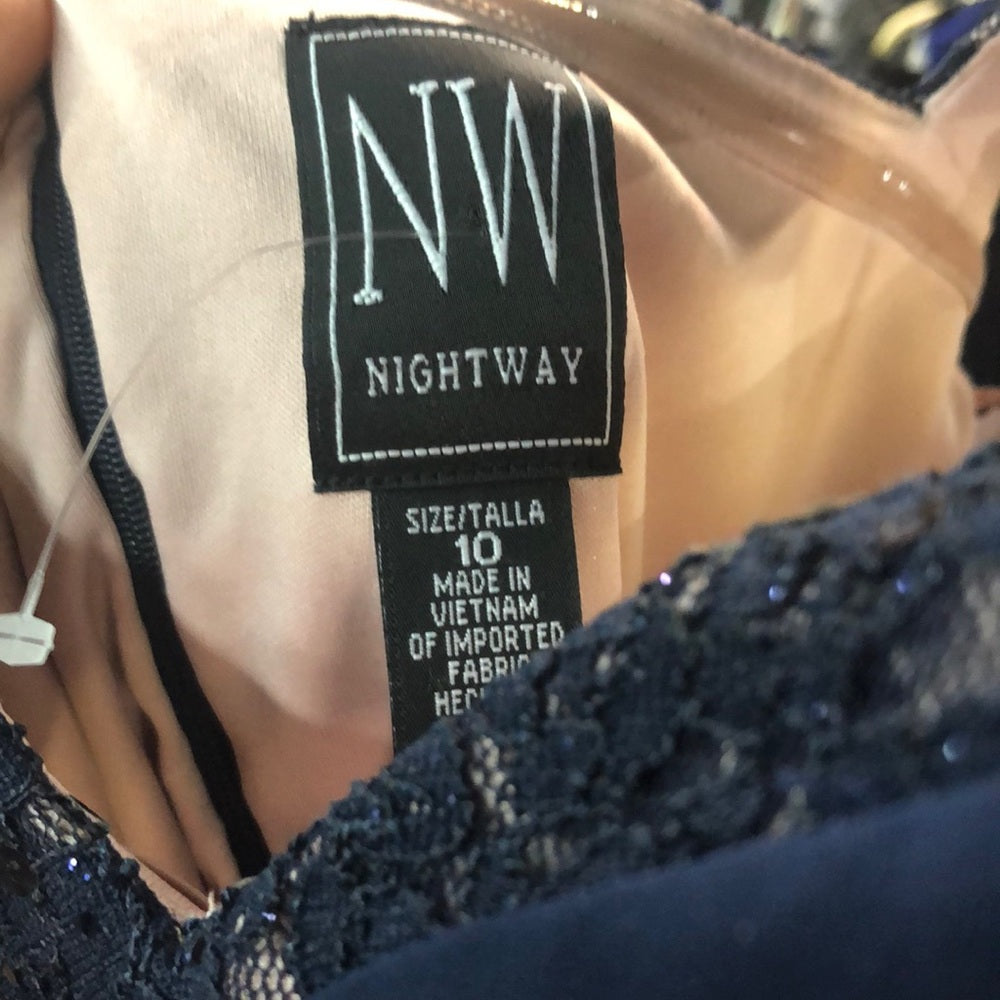 NW
NIGHTWAY
SIZE/TALLA
10
MADE IN
VIETNAM
OF IMPORTED